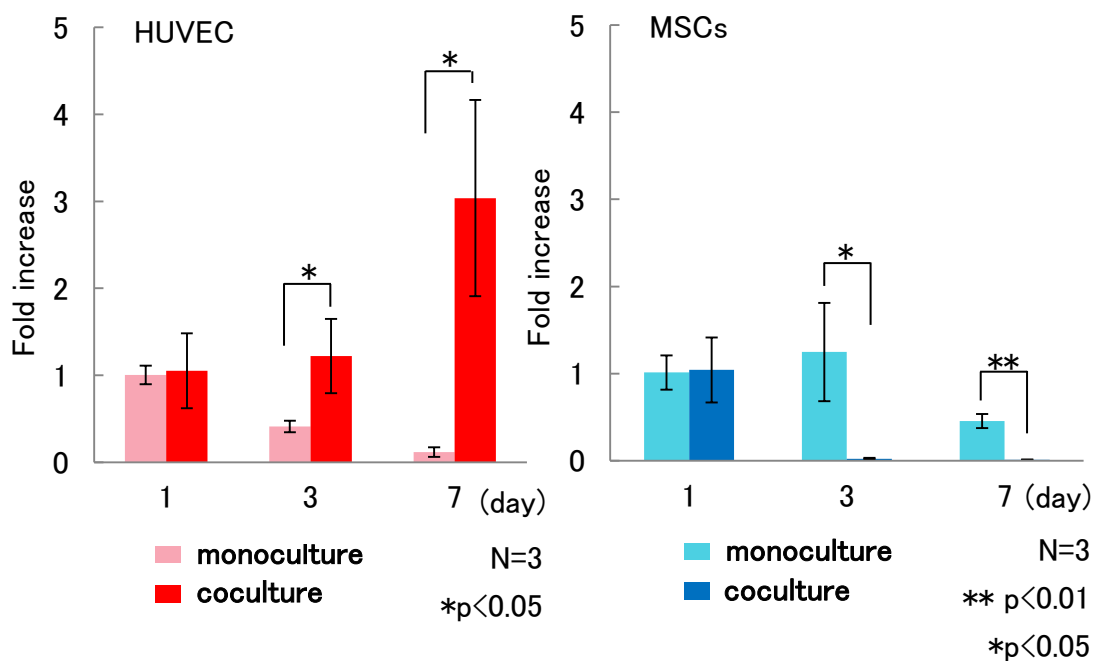 HUVEC
5
4
3
2
1
0
Fold increase
*
*
1 3 7 (day)
monoculture
coculture
N=3
*p<0.05
MSCs
5
4
3
2
1
0
Fold increase
*
**
1 3 7 (day)
monoculture
coculture
N=3
** p<0.01
*p<0.05